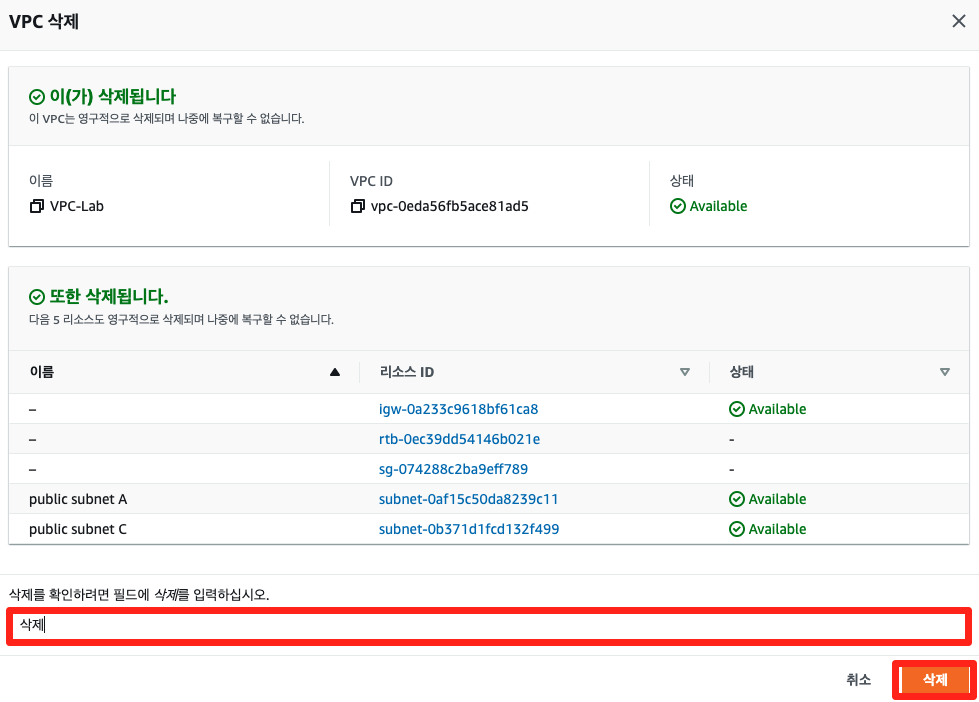 VPC 삭제
이(가) 삭제됩니다
이 VPC는 영구적으로 삭제되며 나중에 복구할 수 없습니다.
이름 VPC ID 상태
VPC-Lab vpc-0eda56fb5ace81ad5 Available
또한 삭제됩니다.
다음 5 리소스도 영구적으로 삭제되며 나중에 복구할 수 없습니다.
이름 리소스 ID 상태
– igw-0a233c9618bf61ca8 Available
– rtb-0ec39dd54146b021e -
– sg-074288c2ba9eff789 -
public subnet A subnet-0af15c50da8239c11 Available
public subnet C subnet-0b371d1fcd132f499 Available
삭제를 확인하려면 필드에 삭제를 입력하십시오.
삭제
취소 삭제